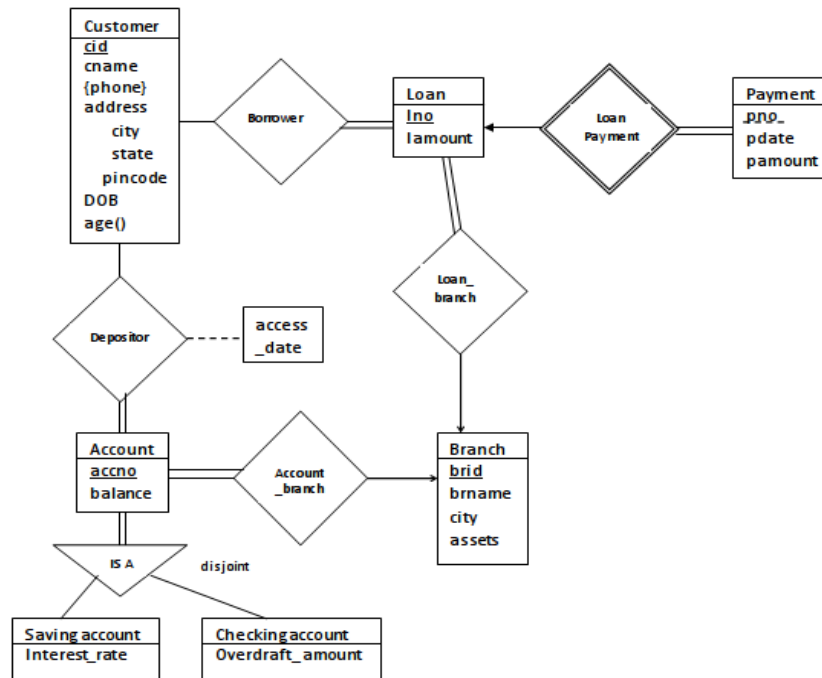 Customer
cid
cname
{phone}
address
city
state
pincode
DOB
age()
Borrower
Loan
lno
lamount
Loan
Payment
Payment
pno
pdate
pamount
Loan_
branch
Depositor
access
_date
Account
accno
balance
Account
_branch
Branch
brid
brname
city
assets
IS A
disjoint
Saving account
Interest_rate
Checking account
Overdraft_amount